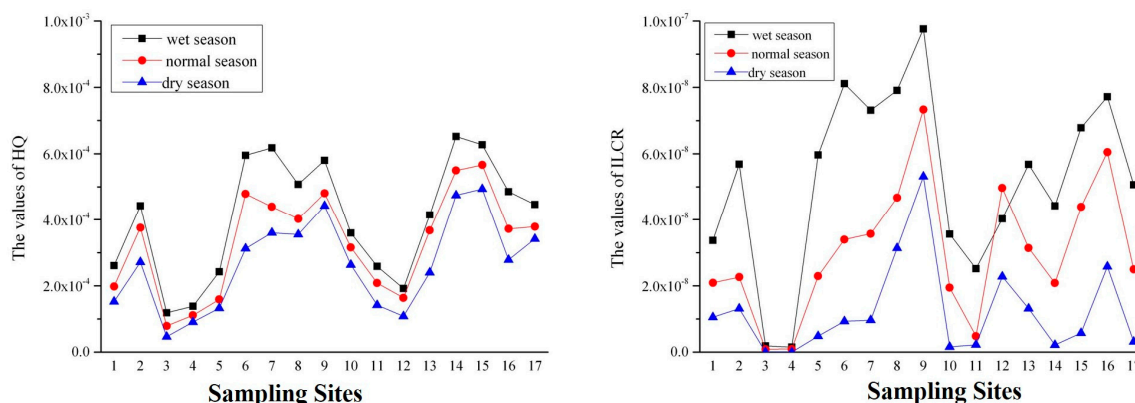 1.0x10-3
8.0x10-4
6.0x10-4
4.0x10-4
2.0x10-4
0.0
The values of HQ
wet season
normal season
dry season
1 2 3 4 5 6 7 8 9 10 11 12 13 14 15 16 17
Sampling Sites
1.0x10-7
8.0x10-8
6.0x10-8
4.0x10-8
2.0x10-8
0.0
The values of ILCR
wet season
normal season
dry season
1 2 3 4 5 6 7 8 9 10 11 12 13 14 15 16 17
Sampling Sites